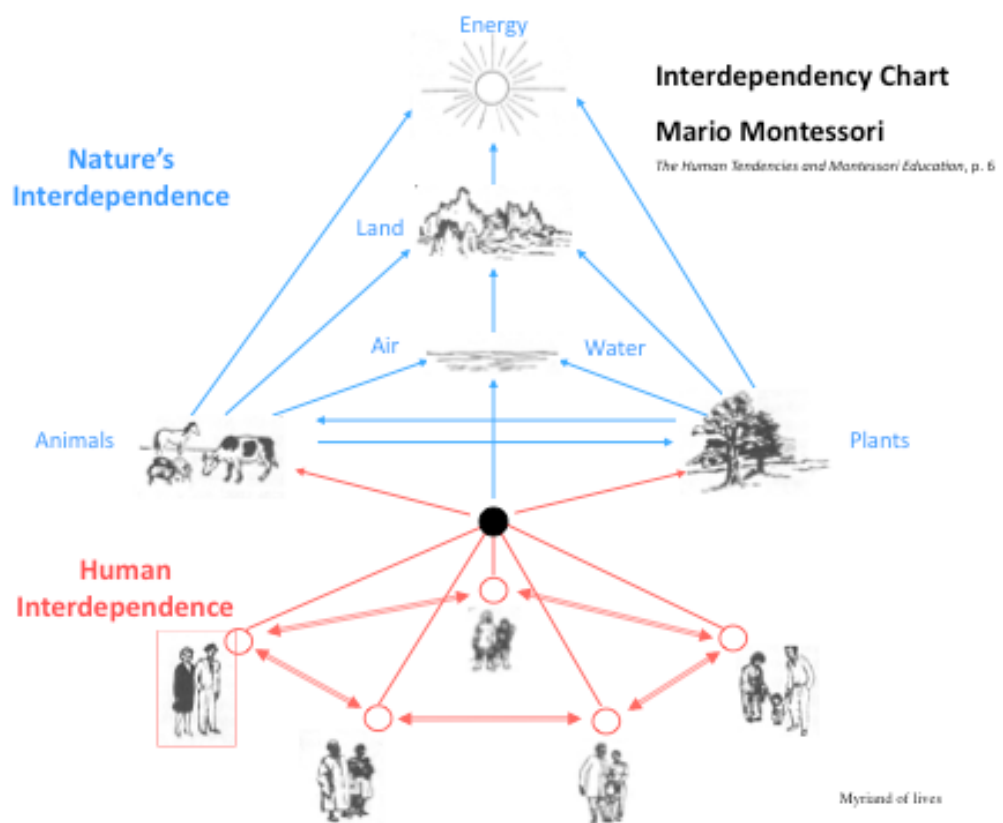 Energy
Interdependency Chart
Mario Montessori
The Human Tendencies and Montessori Education, p. 6
Nature's
Interdependence
Land
Air
Water
Animals
Plants
Human
Interdependence
Myriand of lives